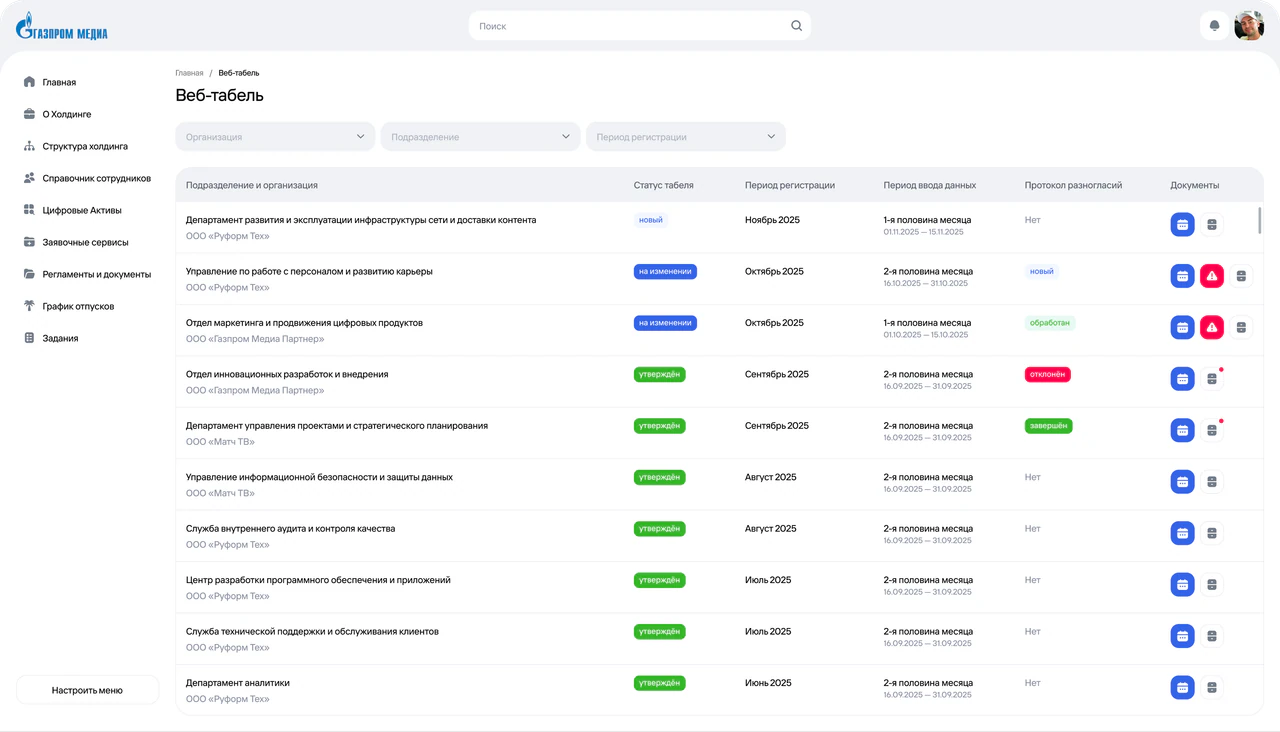 ГАЗПРОМ МЕДИА
Поиск
Главная
О Холдинге
Структура холдинга
Справочник сотрудников
Цифровые Активы
Заявочные сервисы
Регламенты и документы
График отпусков
Задания
Настроить меню
Главная / Веб-табель
Веб-табель
Организация Подразделение Период регистрации
Подразделение и организация Статус табеля Период регистрации Период ввода данных Протокол разногласий Документы
Департамент развития и эксплуатации инфраструктуры сети и доставки контента новый Ноябрь 2025 1-я половина месяца Нет
ООО «Руформ Тех» 01.11.2025 — 15.11.2025
Управление по работе с персоналом и развитию карьеры на изменении Октябрь 2025 2-я половина месяца новый
ООО «Руформ Тех» 16.10.2025 — 31.10.2025
Отдел маркетинга и продвижения цифровых продуктов на изменении Октябрь 2025 1-я половина месяца обработан
ООО «Газпром Медиа Партнер» 01.10.2025 — 15.10.2025
Отдел инновационных разработок и внедрения утверждён Сентябрь 2025 2-я половина месяца отклонён
ООО «Газпром Медиа Партнер» 16.09.2025 — 31.09.2025
Департамент управления проектами и стратегического планирования утверждён Сентябрь 2025 2-я половина месяца завершён
ООО «Матч ТВ» 16.09.2025 — 31.09.2025
Управление информационной безопасности и защиты данных утверждён Август 2025 2-я половина месяца Нет
ООО «Матч ТВ» 16.09.2025 — 31.09.2025
Служба внутреннего аудита и контроля качества утверждён Август 2025 2-я половина месяца Нет
ООО «Руформ Тех» 16.09.2025 — 31.09.2025
Центр разработки программного обеспечения и приложений утверждён Июль 2025 2-я половина месяца Нет
ООО «Руформ Тех» 16.09.2025 — 31.09.2025
Служба технической поддержки и обслуживания клиентов утверждён Июль 2025 2-я половина месяца Нет
ООО «Руформ Тех» 16.09.2025 — 31.09.2025
Департамент аналитики утверждён Июнь 2025 2-я половина месяца Нет
ООО «Руформ Тех» 16.09.2025 — 31.09.2025